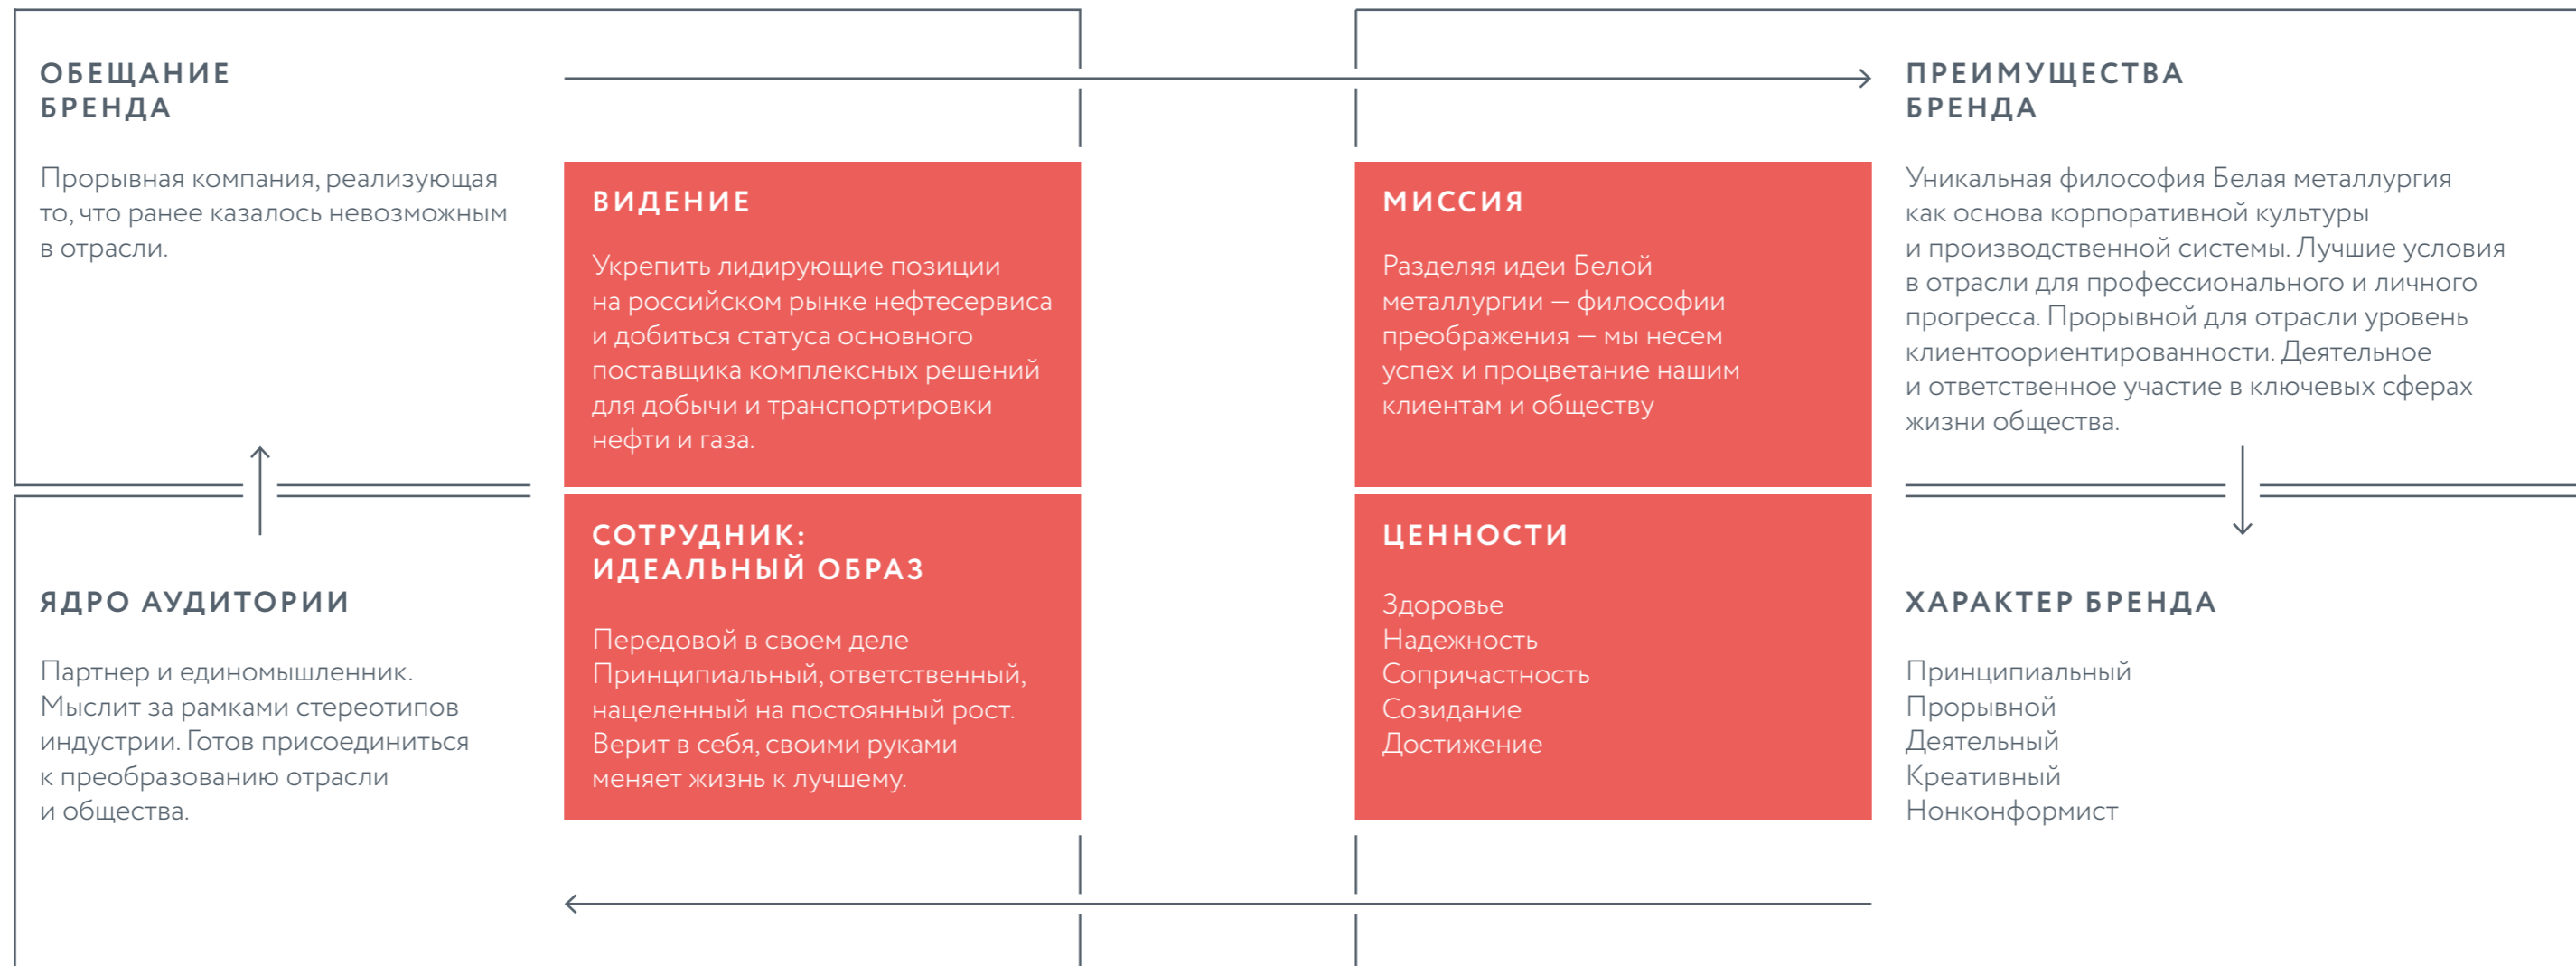 ОБЕЩАНИЕ
БРЕНДА
Прорывная компания, реализующая
то, что ранее казалось невозможным
в отрасли.
ВИДЕНИЕ
Укрепить лидирующие позиции
на российском рынке нефтесервиса
и добиться статуса основного
поставщика комплексных решений
для добычи и транспортировки
нефти и газа.
МИССИЯ
Разделяя идеи Белой
металлургии — философии
преображения — мы несем
успех и процветание нашим
клиентам и обществу
ПРЕИМУЩЕСТВА
БРЕНДА
Уникальная философия Белая металлургия
как основа корпоративной культуры
и производственной системы. Лучшие условия
в отрасли для профессионального и личного
прогресса. Прорывной для отрасли уровень
клиентоориентированности. Деятельное
и ответственное участие в ключевых сферах
жизни общества.
ЯДРО АУДИТОРИИ
Партнер и единомышленник.
Мыслит за рамками стереотипов
индустрии. Готов присоединиться
к преобразованию отрасли
и общества.
СОТРУДНИК:
ИДЕАЛЬНЫЙ ОБРАЗ
Передовой в своем деле
Принципиальный, ответственный,
нацеленный на постоянный рост.
Верит в себя, своими руками
меняет жизнь к лучшему.
ЦЕННОСТИ
Здоровье
Надежность
Сопричастность
Созидание
Достижение
ХАРАКТЕР БРЕНДА
Принципиальный
Прорывной
Деятельный
Креативный
Нонконформист